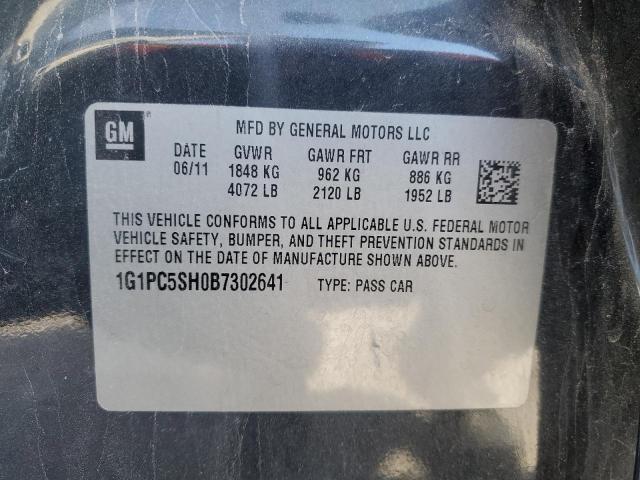 GM
MFD BY GENERAL MOTORS LLC
DATE GVWR GAWR FRT GAWR RR
06/11 1848 KG 962 KG 886 KG
4072 LB 2120 LB 1952 LB
THIS VEHICLE CONFORMS TO ALL APPLICABLE U.S. FEDERAL MOTOR
VEHICLE SAFETY, BUMPER, AND THEFT PREVENTION STANDARDS IN
EFFECT ON THE DATE OF MANUFACTURE SHOWN ABOVE.
1G1PC5SH0B7302641 TYPE: PASS CAR